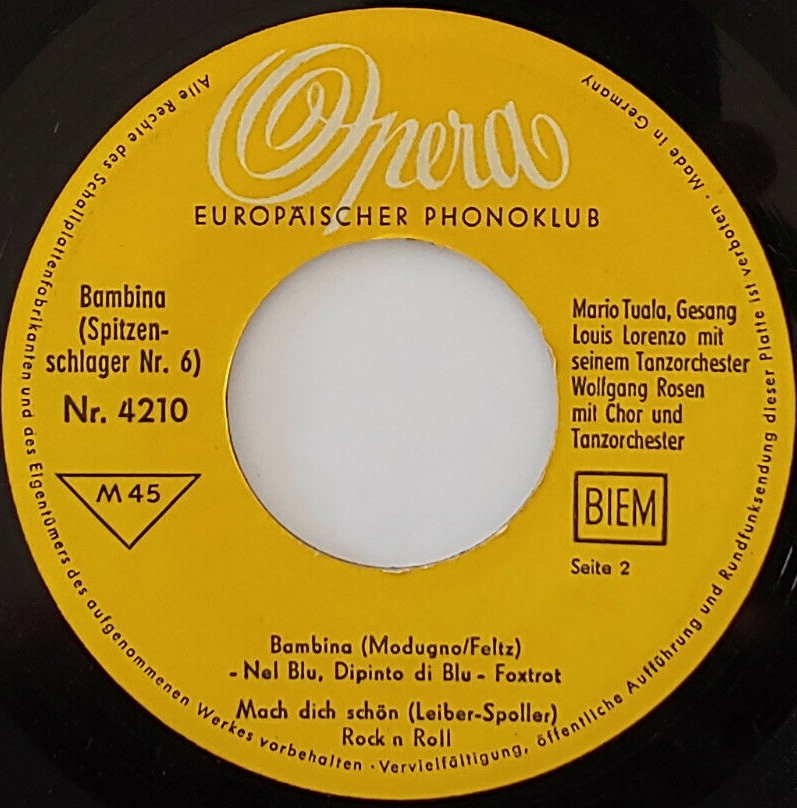 Opera
EUROPÄISCHER PHONOKLUB
Bambina
(Spitzen-
schlager Nr. 6)
Nr. 4210
M 45
Mario Tuala, Gesang
Louis Lorenzo mit
seinem Tanzorchester
Wolfgang Rosen
mit Chor und
Tanzorchester
BIEM
Seite 2
Bambina (Modugno/Feltz)
- Nel Blu, Dipinto di Blu - Foxtrot
Mach dich schön (Leiber-Spoller)
Rock n Roll
Alle Rechte des Schallplattenfabrikanten und des Eigentümers des aufgenommenen Werkes vorbehalten · Vervielfältigung, öffentliche Aufführung und Rundfunksendung dieser Platte ist verboten · Made in Germany